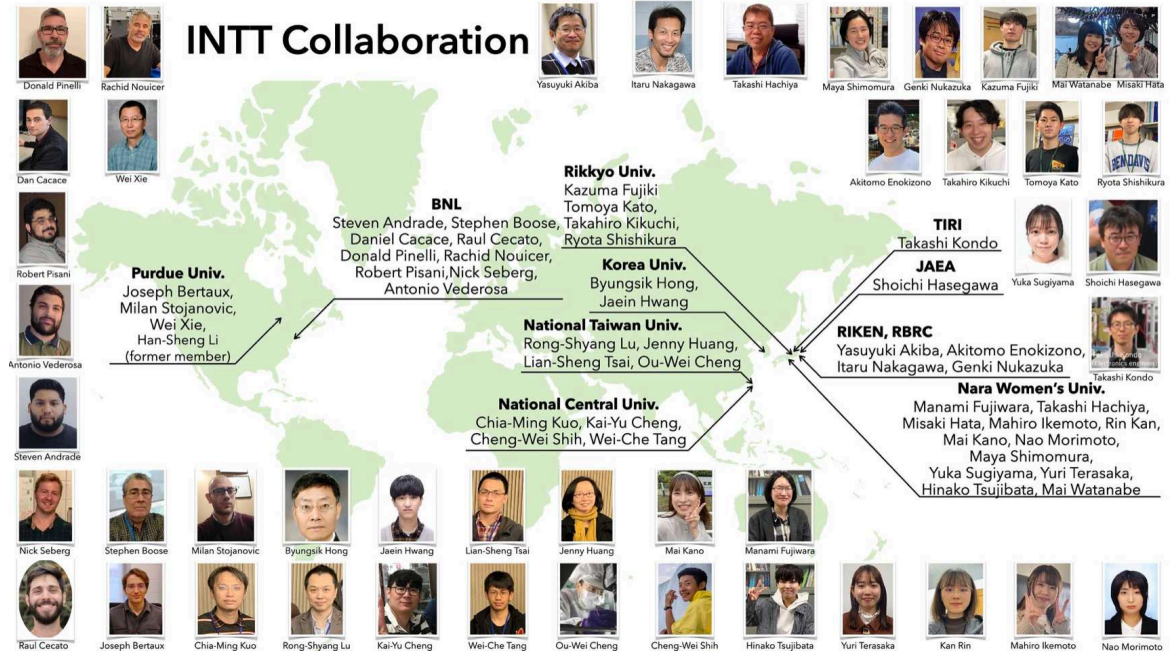 INTT Collaboration
Donald Pinelli
Rachid Nouicer
Yasuyuki Akiba
Itaru Nakagawa
Takashi Hachiya
Maya Shimomura
Genki Nukazuka
Kazuma Fujiki
Mai Watanabe
Misaki Hata
Dan Cacace
Wei Xie
Akitomo Enokizono
Takahiro Kikuchi
Tomoya Kato
Ryota Shishikura
BEN DAVIS
Rikkyo Univ.
Kazuma Fujiki
Tomoya Kato,
Takahiro Kikuchi,
Ryota Shishikura
BNL
Steven Andrade, Stephen Boose,
Daniel Cacace, Raul Cecato,
Donald Pinelli, Rachid Nouicer,
Robert Pisani,Nick Seberg,
Antonio Vederosa
TIRI
Takashi Kondo
JAEA
Shoichi Hasegawa
Yuka Sugiyama
Shoichi Hasegawa
Robert Pisani
Purdue Univ.
Joseph Bertaux,
Milan Stojanovic,
Wei Xie,
Han-Sheng Li
(former member)
Korea Univ.
Byungsik Hong,
Jaein Hwang
National Taiwan Univ.
Rong-Shyang Lu, Jenny Huang,
Lian-Sheng Tsai, Ou-Wei Cheng
RIKEN, RBRC
Yasuyuki Akiba, Akitomo Enokizono,
Itaru Nakagawa, Genki Nukazuka
Takashi Kondo
Antonio Vederosa
National Central Univ.
Chia-Ming Kuo, Kai-Yu Cheng,
Cheng-Wei Shih, Wei-Che Tang
Nara Women's Univ.
Manami Fujiwara, Takashi Hachiya,
Misaki Hata, Mahiro Ikemoto, Rin Kan,
Mai Kano, Nao Morimoto,
Maya Shimomura,
Yuka Sugiyama, Yuri Terasaka,
Hinako Tsujibata, Mai Watanabe
Steven Andrade
Nick Seberg
Stephen Boose
Milan Stojanovic
Byungsik Hong
Jaein Hwang
Lian-Sheng Tsai
Jenny Huang
Mai Kano
Manami Fujiwara
Raul Cecato
Joseph Bertaux
Chia-Ming Kuo
Rong-Shyang Lu
Kai-Yu Cheng
Wei-Che Tang
Ou-Wei Cheng
Cheng-Wei Shih
Hinako Tsujibata
Yuri Terasaka
Kan Rin
Mahiro Ikemoto
Nao Morimoto